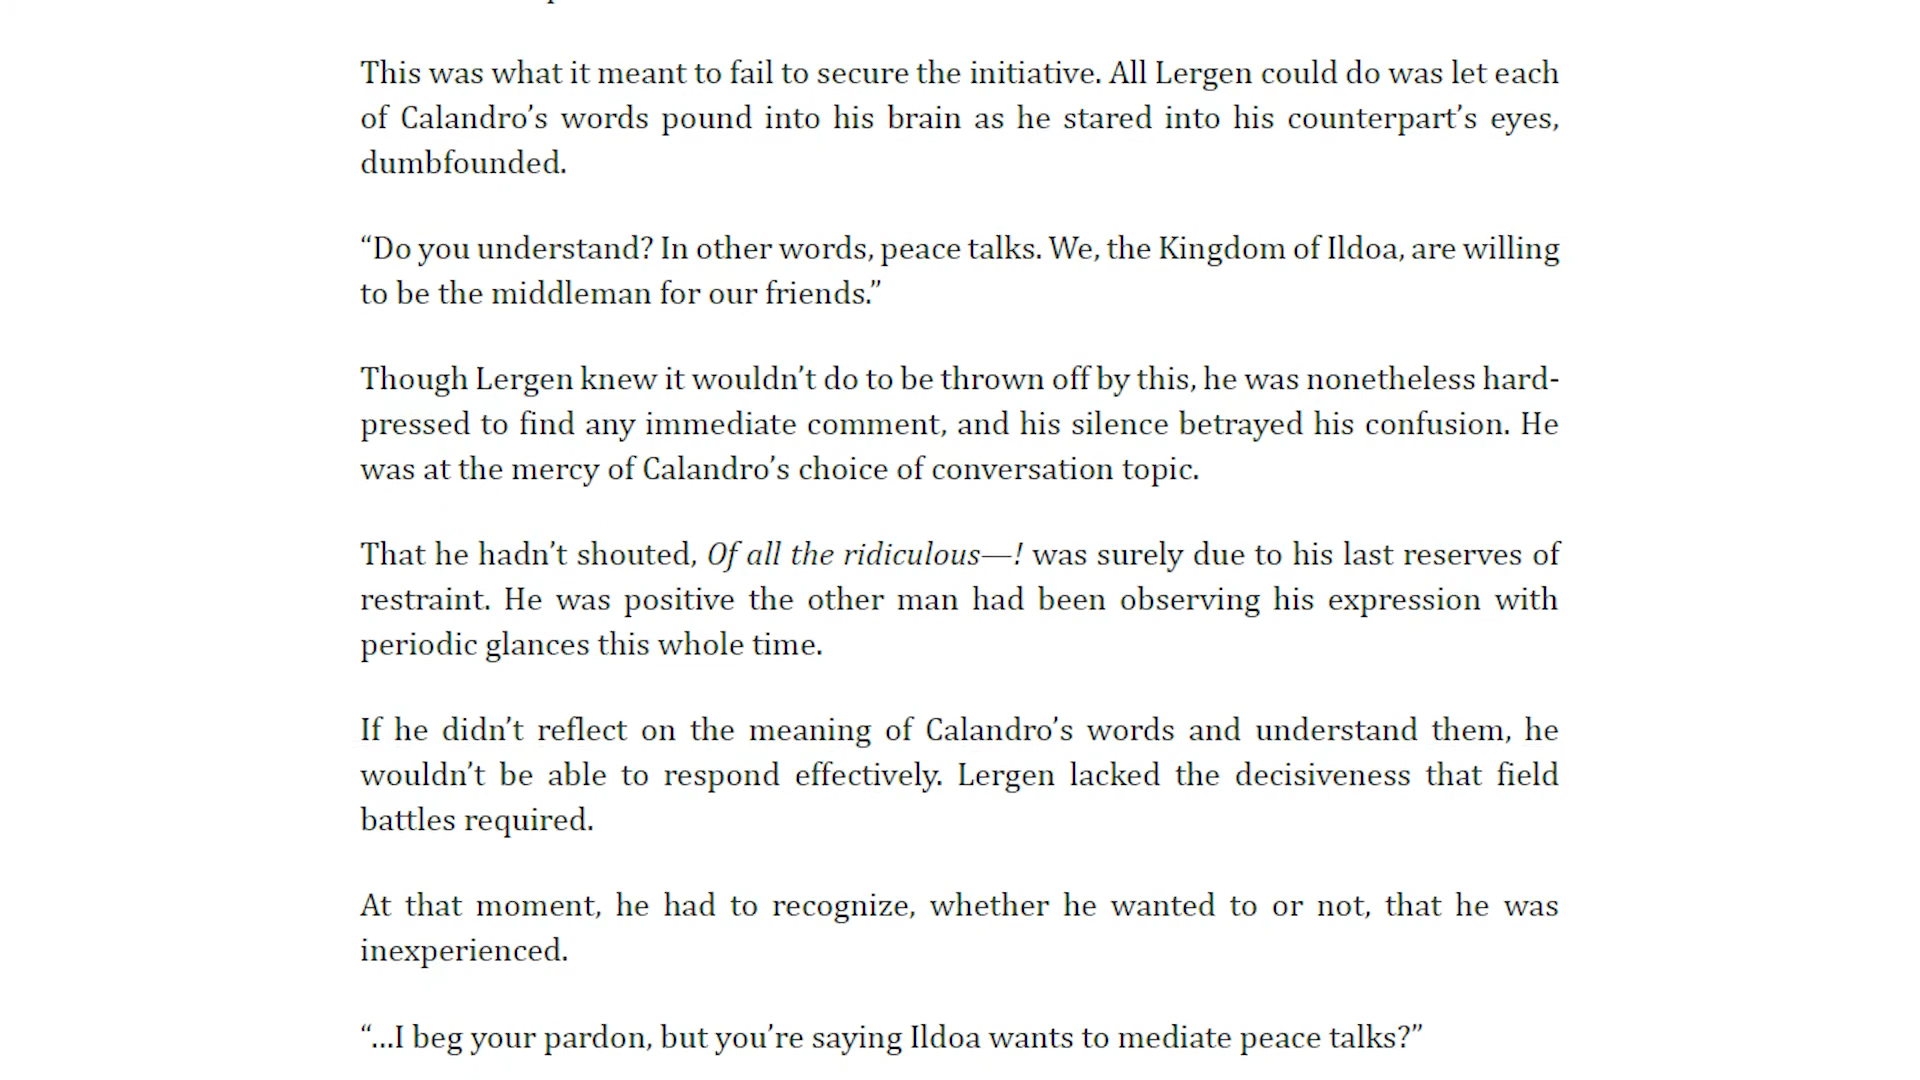 This was what it meant to fail to secure the initiative. All Lergen could do was let each
of Calandro’s words pound into his brain as he stared into his counterpart’s eyes,
dumbfounded.
“Do you understand? In other words, peace talks. We, the Kingdom of Ildoa, are willing
to be the middleman for our friends.”
Though Lergen knew it wouldn’t do to be thrown off by this, he was nonetheless hard-
pressed to find any immediate comment, and his silence betrayed his confusion. He
was at the mercy of Calandro’s choice of conversation topic.
That he hadn’t shouted, Of all the ridiculous—! was surely due to his last reserves of
restraint. He was positive the other man had been observing his expression with
periodic glances this whole time.
If he didn’t reflect on the meaning of Calandro’s words and understand them, he
wouldn’t be able to respond effectively. Lergen lacked the decisiveness that field
battles required.
At that moment, he had to recognize, whether he wanted to or not, that he was
inexperienced.
“...I beg your pardon, but you’re saying Ildoa wants to mediate peace talks?”